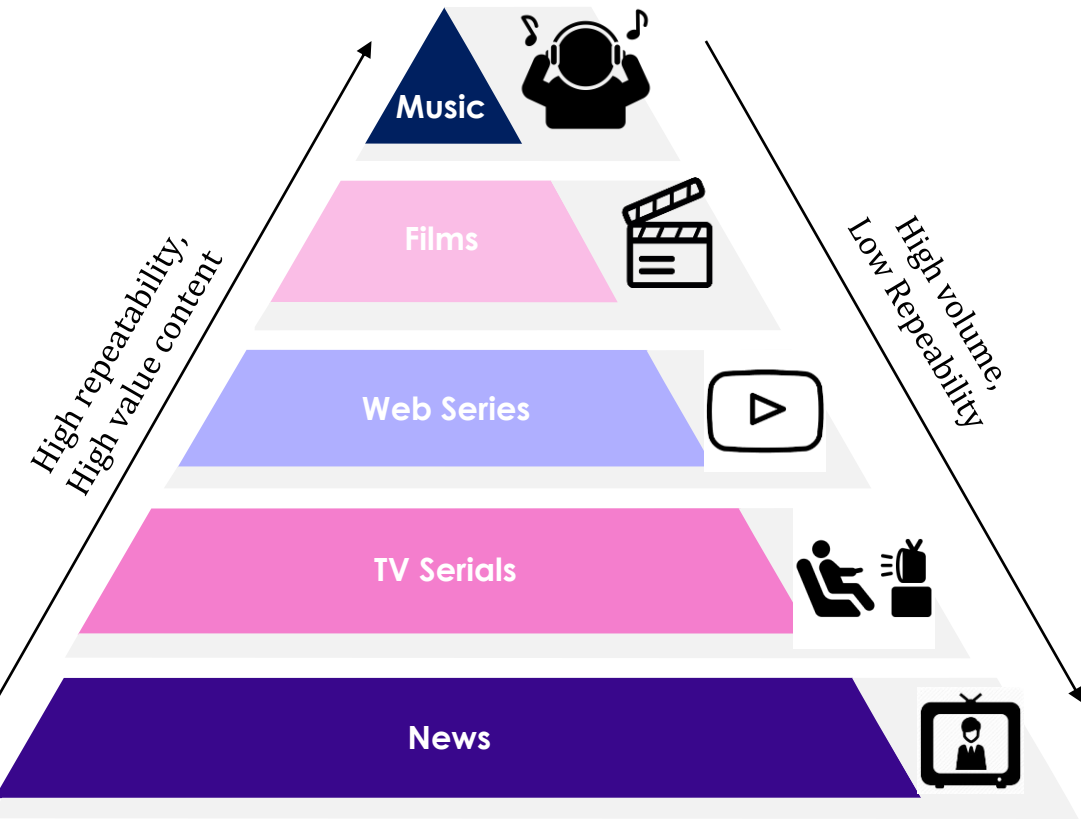 Music
Films
High repeatability,
High value content
High volume,
Low Repeability
Web Series
TV Serials
News